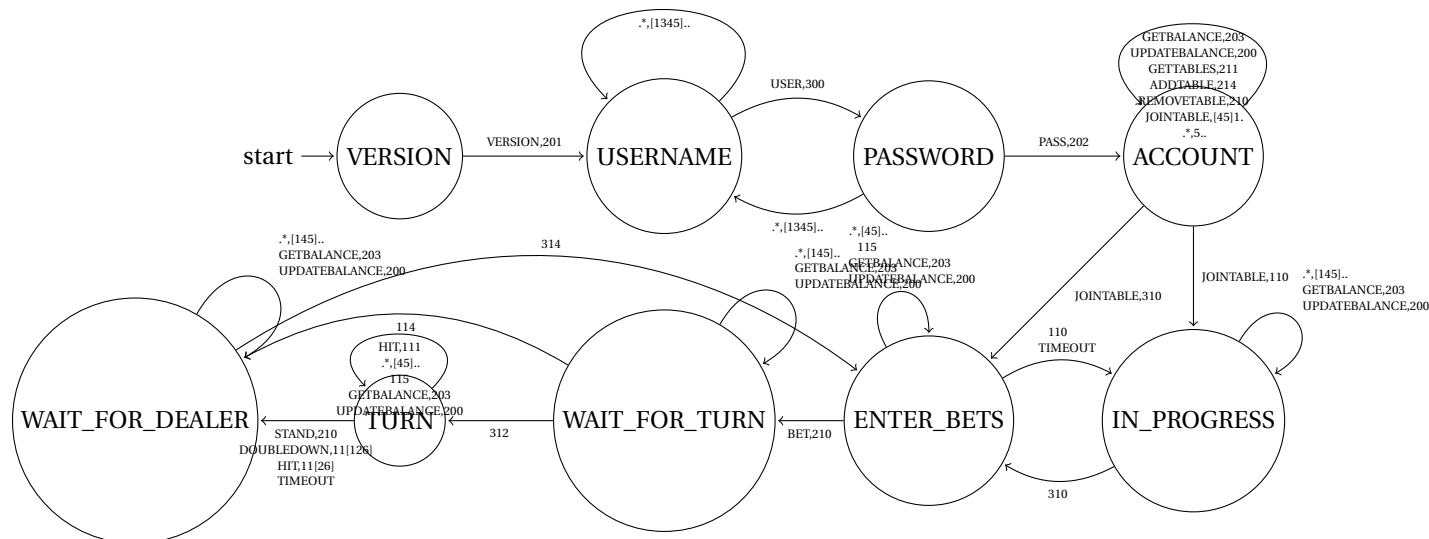 .*,[1345]..
GETBALANCE,203
UPDATEBALANCE,200
GETTABLES,211
ADDTABLE,214
REMOVETABLE,210
JOINTABLE,[45]1.
.*,5..
USER,300
start
VERSION
VERSION,201
USERNAME
PASSWORD
PASS,202
ACCOUNT
.*,[1345]..
.*,[145]..
GETBALANCE,203
UPDATEBALANCE,200
314
.*,[145]..
GETBALANCE,203
UPDATEBALANCE,200
.*,[45]..
115
GETBALANCE,203
UPDATEBALANCE,200
JOINTABLE,310
JOINTABLE,110
.*,[145]..
GETBALANCE,203
UPDATEBALANCE,200
114
HIT,111
.*,[45]..
115
GETBALANCE,203
UPDATEBALANCE,200
110
TIMEOUT
WAIT_FOR_DEALER
TURN
WAIT_FOR_TURN
ENTER_BETS
IN_PROGRESS
STAND,210
DOUBLEDOWN,11[126]
HIT,11[26]
TIMEOUT
312
BET,210
310